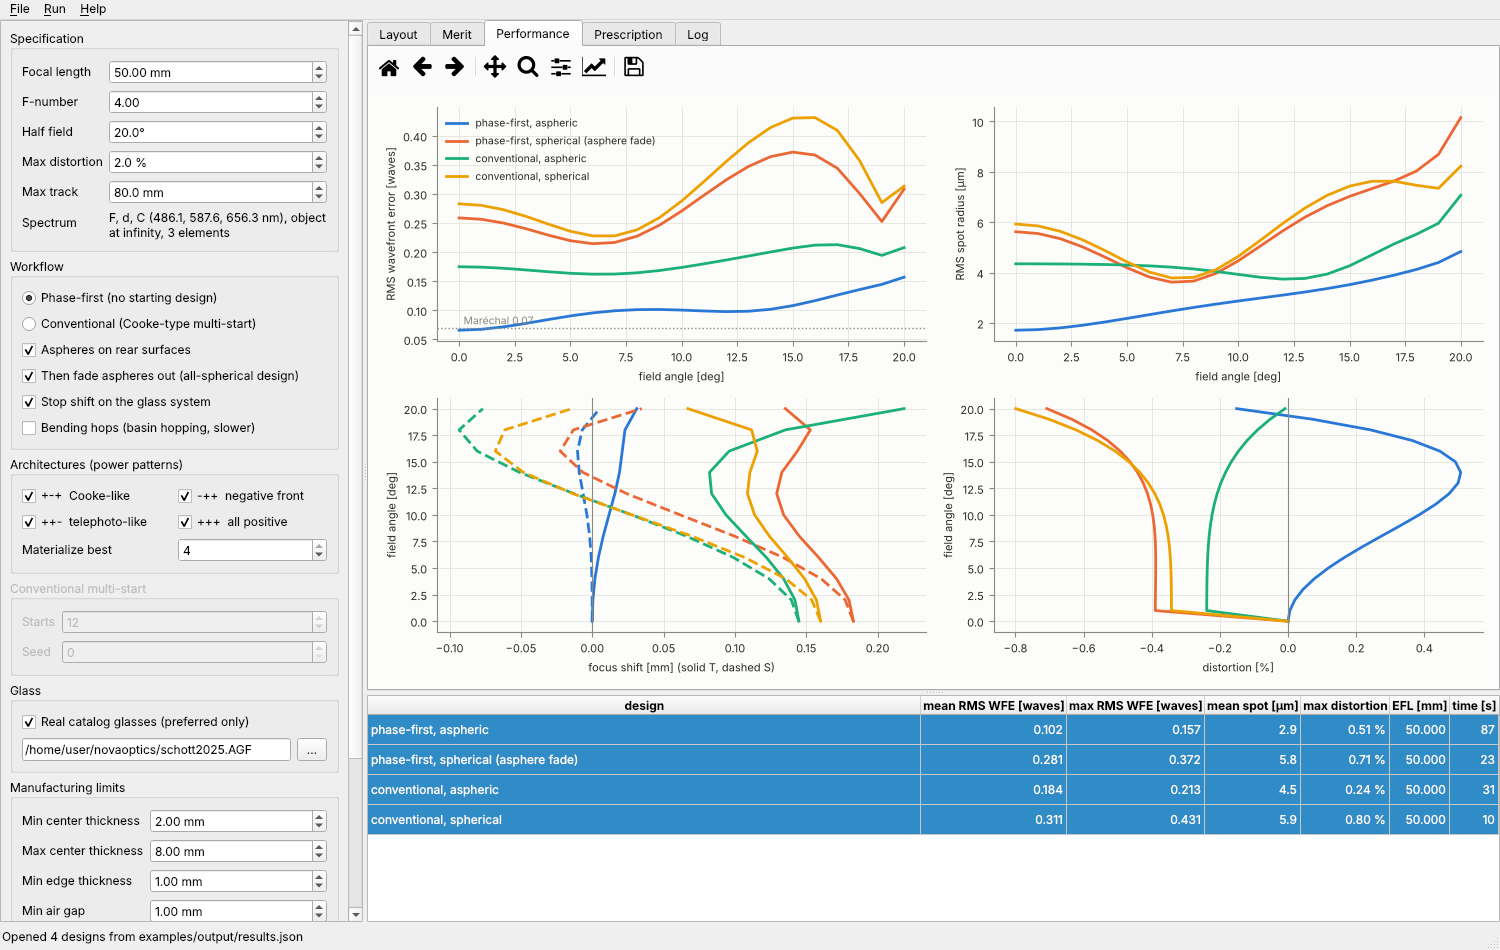 File Run Help
Specification
Focal length 50.00 mm
F-number 4.00
Half field 20.0°
Max distortion 2.0 %
Max track 80.0 mm
Spectrum F, d, C (486.1, 587.6, 656.3 nm), object
at infinity, 3 elements
Workflow
Phase-first (no starting design)
Conventional (Cooke-type multi-start)
Aspheres on rear surfaces
Then fade aspheres out (all-spherical design)
Stop shift on the glass system
Bending hops (basin hopping, slower)
Architectures (power patterns)
+-+ Cooke-like -++ negative front
++- telephoto-like +++ all positive
Materialize best 4
Conventional multi-start
Starts 12
Seed 0
Glass
Real catalog glasses (preferred only)
/home/user/novaoptics/schott2025.AGF ...
Manufacturing limits
Min center thickness 2.00 mm
Max center thickness 8.00 mm
Min edge thickness 1.00 mm
Min air gap 1.00 mm
Layout Merit Performance Prescription Log
RMS wavefront error [waves]
0.40
0.35
0.30
0.25
0.20
0.15
0.10
0.05
phase-first, aspheric
phase-first, spherical (asphere fade)
conventional, aspheric
conventional, spherical
Maréchal 0.07
0.0 2.5 5.0 7.5 10.0 12.5 15.0 17.5 20.0
field angle [deg]
RMS spot radius [µm]
10
8
6
4
2
0.0 2.5 5.0 7.5 10.0 12.5 15.0 17.5 20.0
field angle [deg]
field angle [deg]
20.0
17.5
15.0
12.5
10.0
7.5
5.0
2.5
0.0
−0.10 −0.05 0.00 0.05 0.10 0.15 0.20
focus shift [mm] (solid T, dashed S)
field angle [deg]
20.0
17.5
15.0
12.5
10.0
7.5
5.0
2.5
0.0
−0.8 −0.6 −0.4 −0.2 0.0 0.2 0.4
distortion [%]
design mean RMS WFE [waves] max RMS WFE [waves] mean spot [µm] max distortion EFL [mm] time [s]
phase-first, aspheric 0.102 0.157 2.9 0.51 % 50.000 87
phase-first, spherical (asphere fade) 0.281 0.372 5.8 0.71 % 50.000 23
conventional, aspheric 0.184 0.213 4.5 0.24 % 50.000 31
conventional, spherical 0.311 0.431 5.9 0.80 % 50.000 10
Opened 4 designs from examples/output/results.json